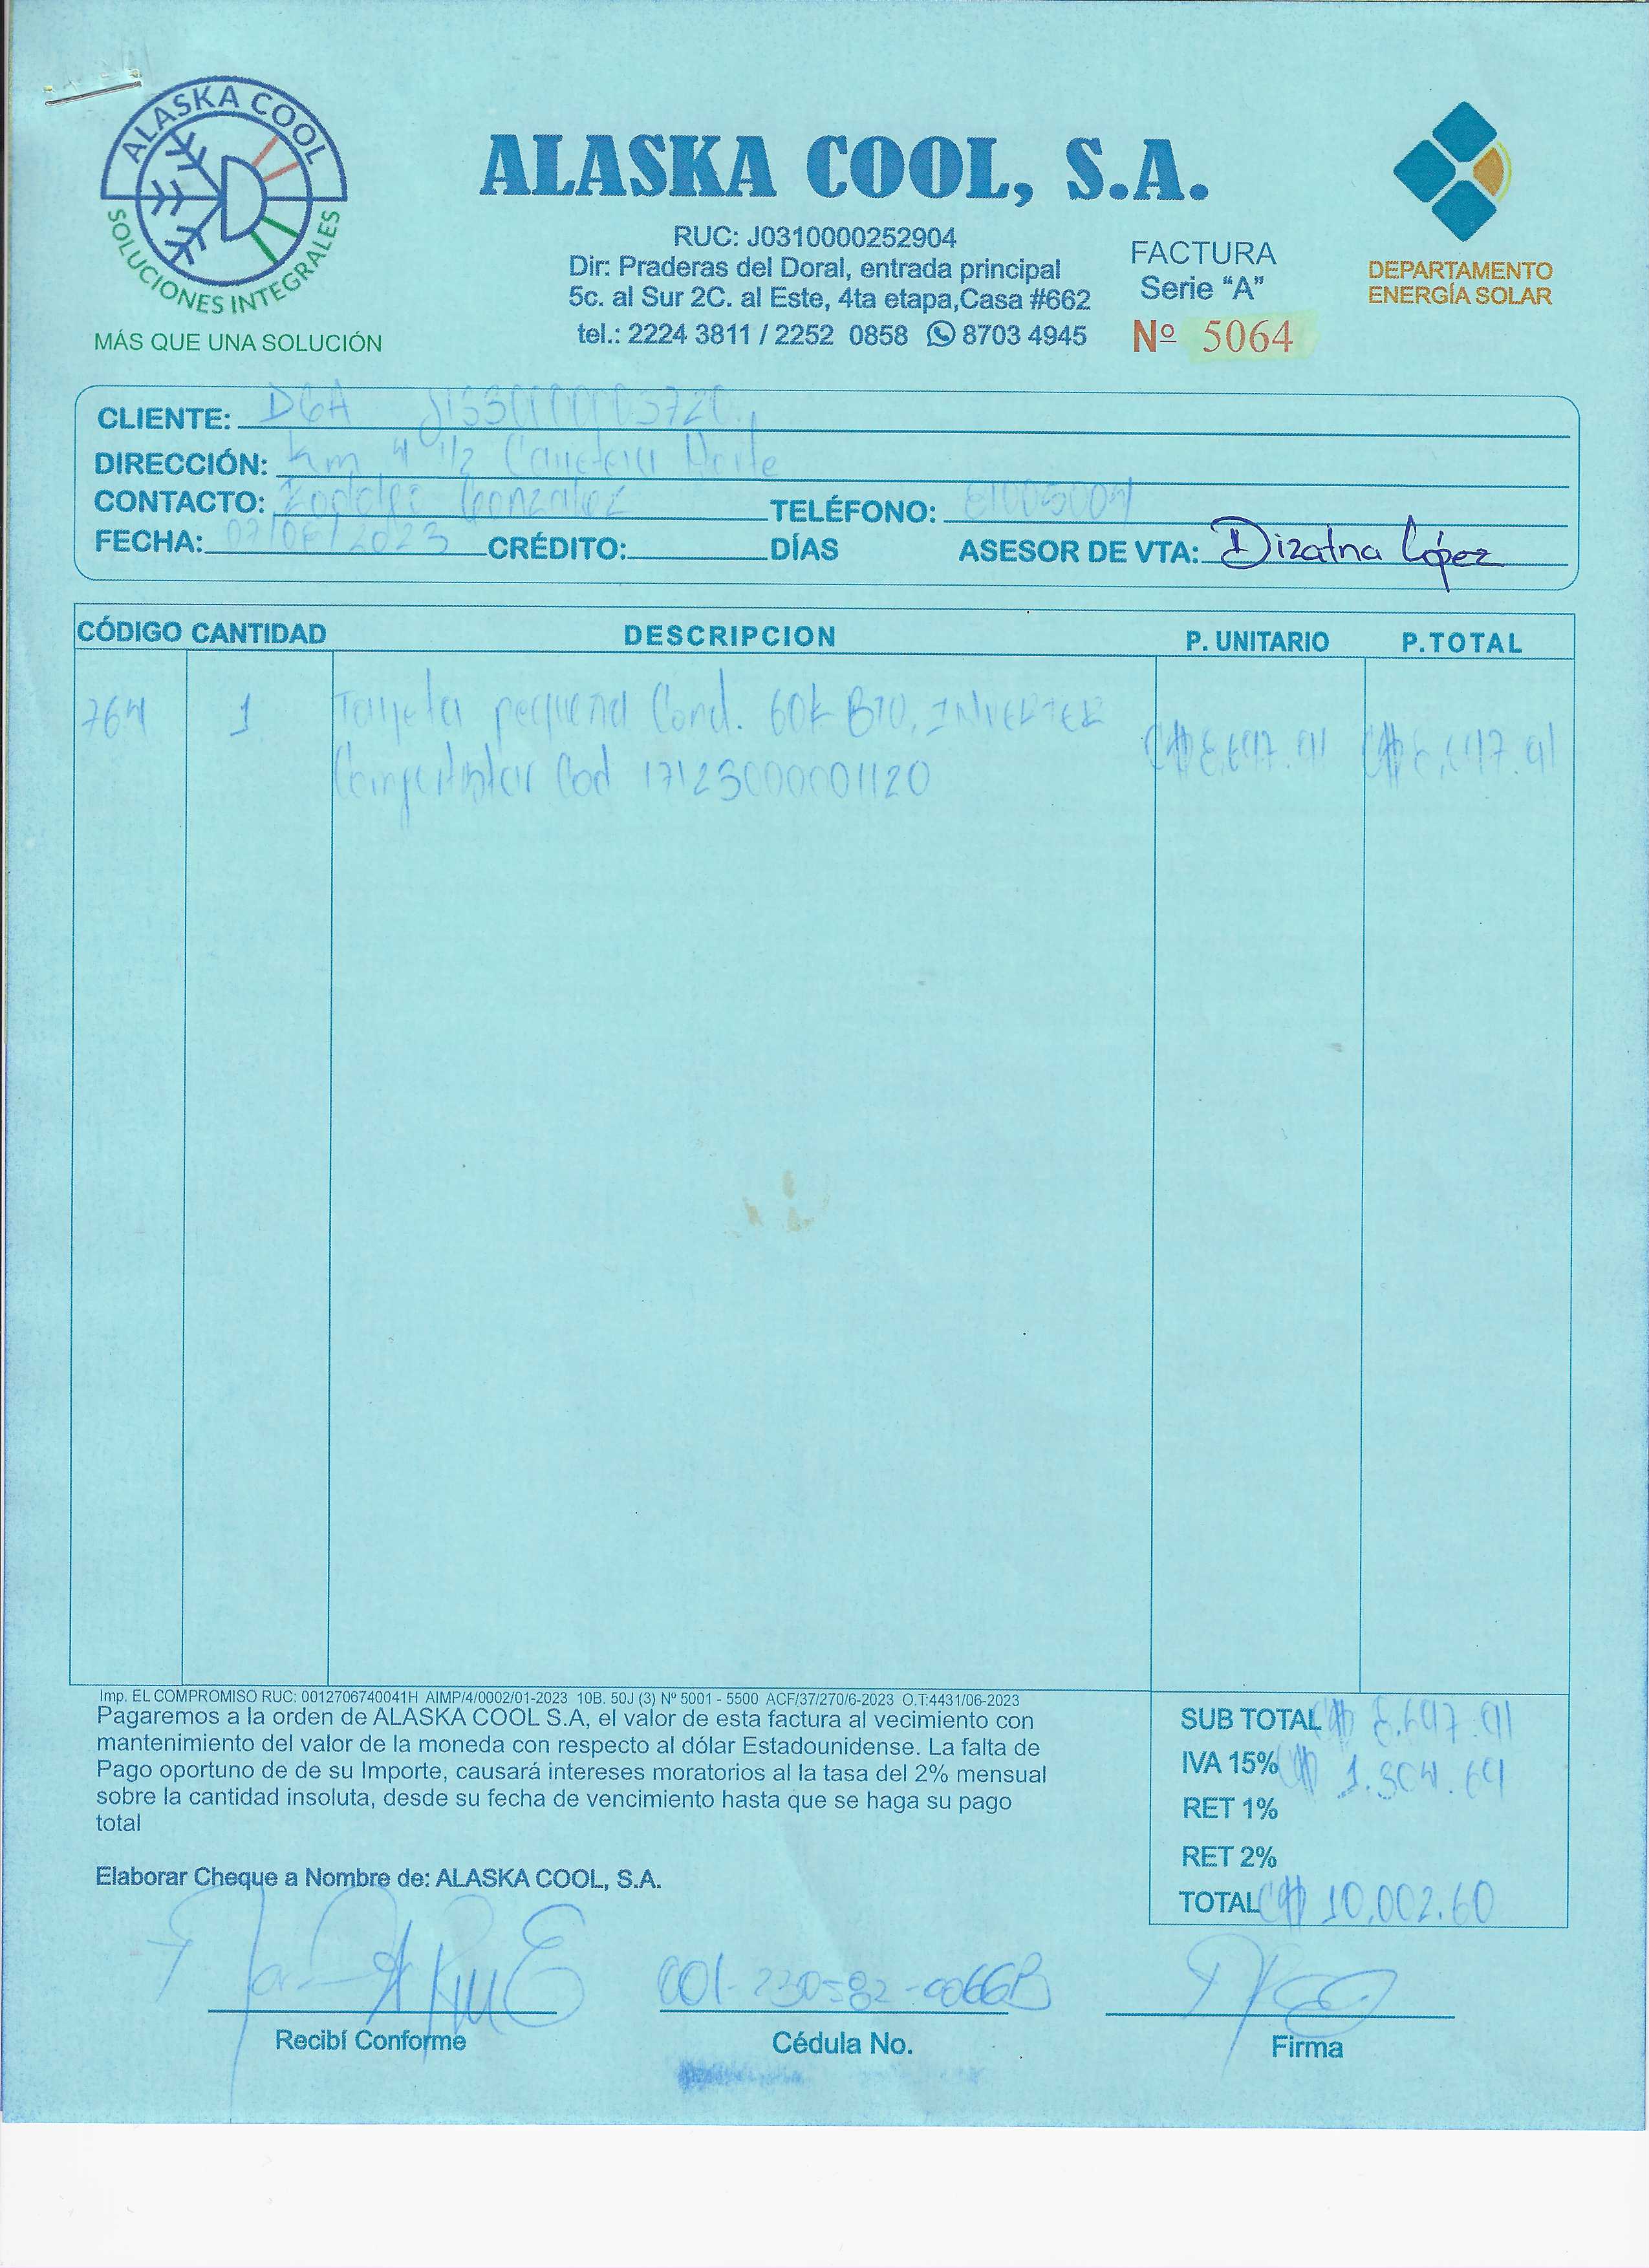 ALASKA COOL
SOLUCIONES INTEGRALES
MÁS QUE UNA SOLUCIÓN
ALASKA COOL, S.A.
RUC: J0310000252904
Dir: Praderas del Doral, entrada principal
5c. al Sur 2C. al Este, 4ta etapa,Casa #662
tel.: 2224 3811 / 2252 0858 8703 4945
FACTURA
Serie “A”
Nº 5064
DEPARTAMENTO
ENERGÍA SOLAR
CLIENTE: DGA
DIRECCIÓN: Km 4 1/2 Carretera Norte
CONTACTO: Gonzalez TELÉFONO:
FECHA: 07/06/2023 CRÉDITO: DÍAS ASESOR DE VTA: Dizatna López
CÓDIGO CANTIDAD DESCRIPCION P. UNITARIO P.TOTAL
764 1 Tarjeta pequeña Cond. 60k BTU, INVERTER C$ 8,697.91 C$ 8,697.91
Cod 17123000001120
Imp. EL COMPROMISO RUC: 0012706740041H AIMP/4/0002/01-2023 10B. 50J (3) Nº 5001 - 5500 ACF/37/270/6-2023 O.T:4431/06-2023
Pagaremos a la orden de ALASKA COOL S.A, el valor de esta factura al vecimiento con
mantenimiento del valor de la moneda con respecto al dólar Estadounidense. La falta de
Pago oportuno de de su Importe, causará intereses moratorios al la tasa del 2% mensual
sobre la cantidad insoluta, desde su fecha de vencimiento hasta que se haga su pago
total
Elaborar Cheque a Nombre de: ALASKA COOL, S.A.
SUB TOTAL C$ 8,697.91
IVA 15% C$ 1.304.69
RET 1%
RET 2%
TOTAL C$ 10,002.60
001-230582-0066B
Recibí Conforme Cédula No. Firma